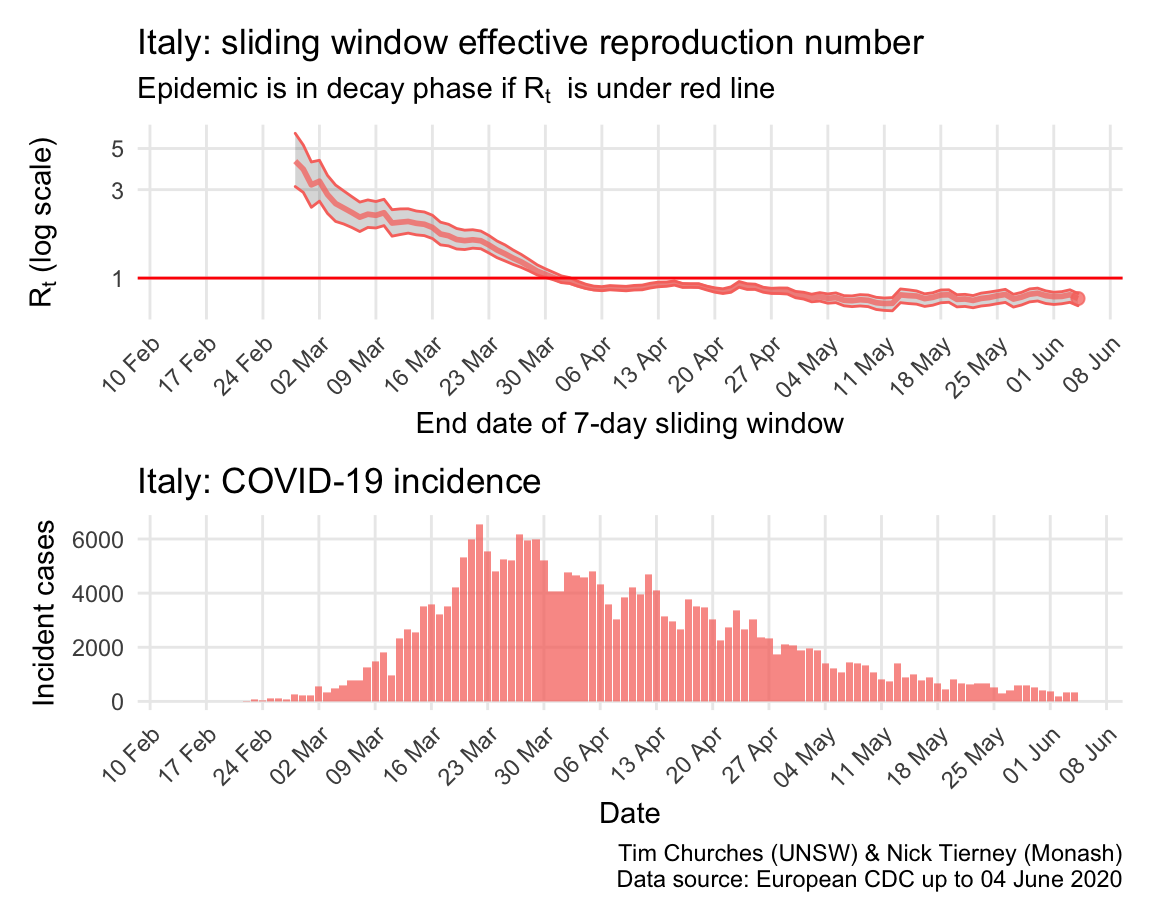 Italy: sliding window effective reproduction number
Epidemic is in decay phase if Rt is under red line
Rt (log scale)
5
3
1
10 Feb
17 Feb
24 Feb
02 Mar
09 Mar
16 Mar
23 Mar
30 Mar
06 Apr
13 Apr
20 Apr
27 Apr
04 May
11 May
18 May
25 May
01 Jun
08 Jun
End date of 7-day sliding window
Italy: COVID-19 incidence
Incident cases
6000
4000
2000
0
10 Feb
17 Feb
24 Feb
02 Mar
09 Mar
16 Mar
23 Mar
30 Mar
06 Apr
13 Apr
20 Apr
27 Apr
04 May
11 May
18 May
25 May
01 Jun
08 Jun
Date
Tim Churches (UNSW) & Nick Tierney (Monash)
Data source: European CDC up to 04 June 2020